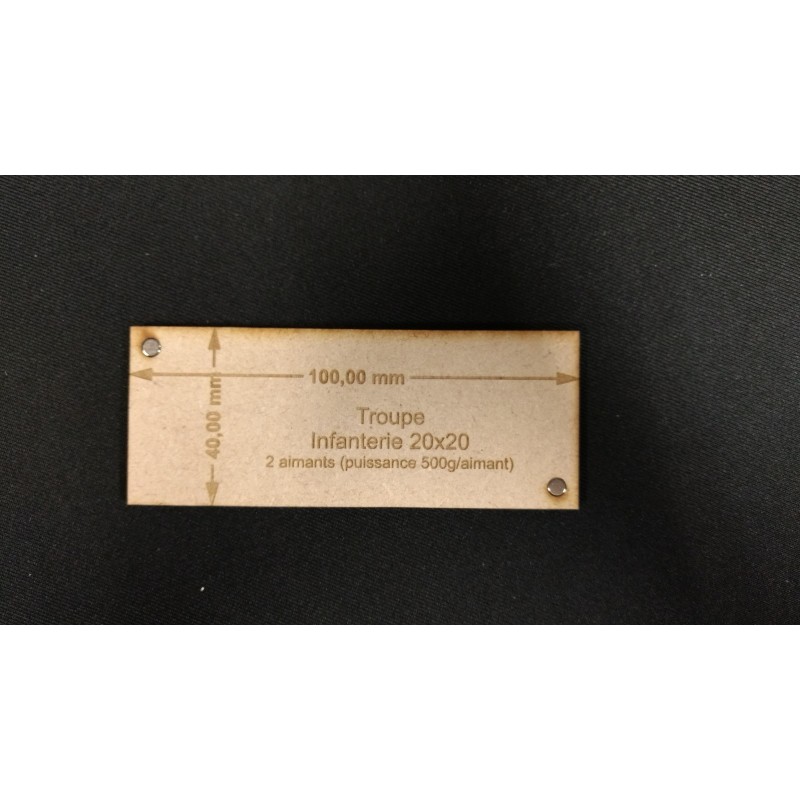 100,00 mm
40,00 mm
Troupe
Infanterie 20x20
2 aimants (puissance 500g/aimant)